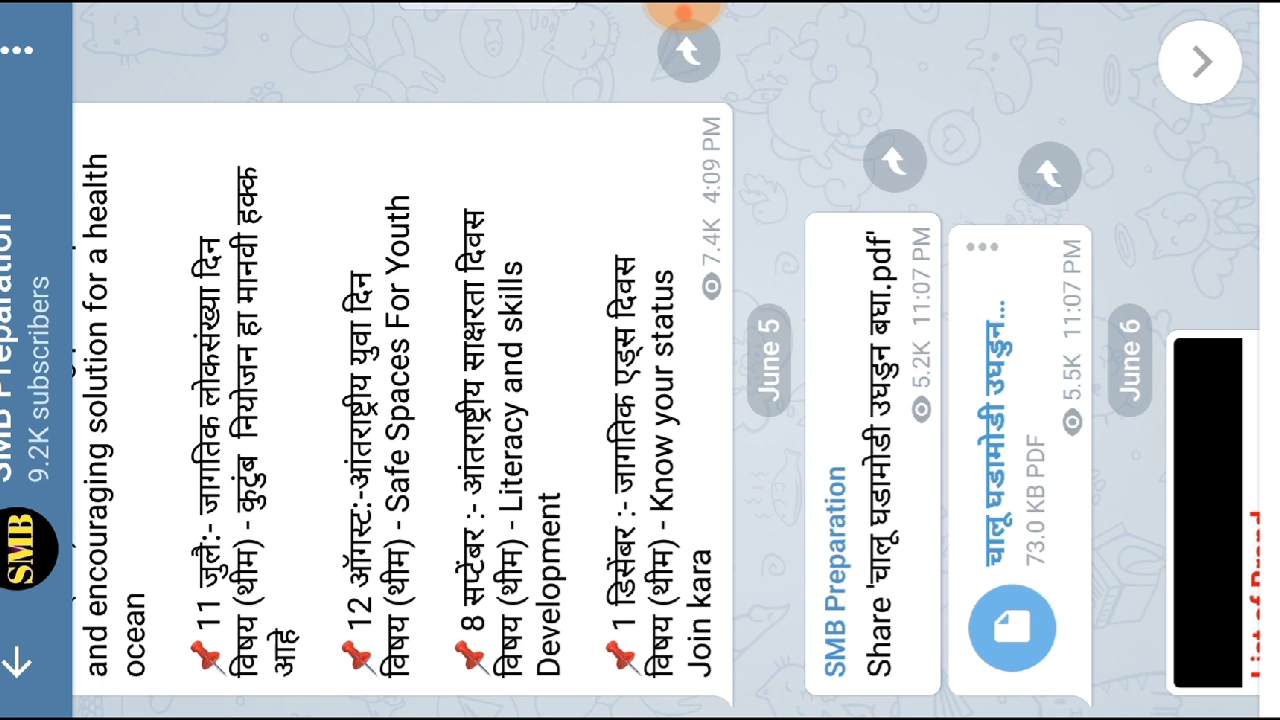 SMB Preparation
9.2K subscribers
SMB
and encouraging solution for a health
ocean
📌 11 जुलै:- जागतिक लोकसंख्या दिन
विषय (थीम) - कुटुंब नियोजन हा मानवी हक्क
आहे
📌 12 ऑगस्ट:-आंतराष्ट्रीय युवा दिन
विषय (थीम) - Safe Spaces For Youth
📌 8 सप्टेंबर :- आंतराष्ट्रीय साक्षरता दिवस
विषय (थीम) - Literacy and skills
Development
📌 1 डिसेंबर :- जागतिक एड्स दिवस
विषय (थीम) - Know your status
Join kara
7.4K 4:09 PM
June 5
SMB Preparation
Share 'चालू घडामोडी उघडुन बघा.pdf'
5.2K 11:07 PM
चालू घडामोडी उघडुन...
73.0 KB PDF
5.5K 11:07 PM
June 6